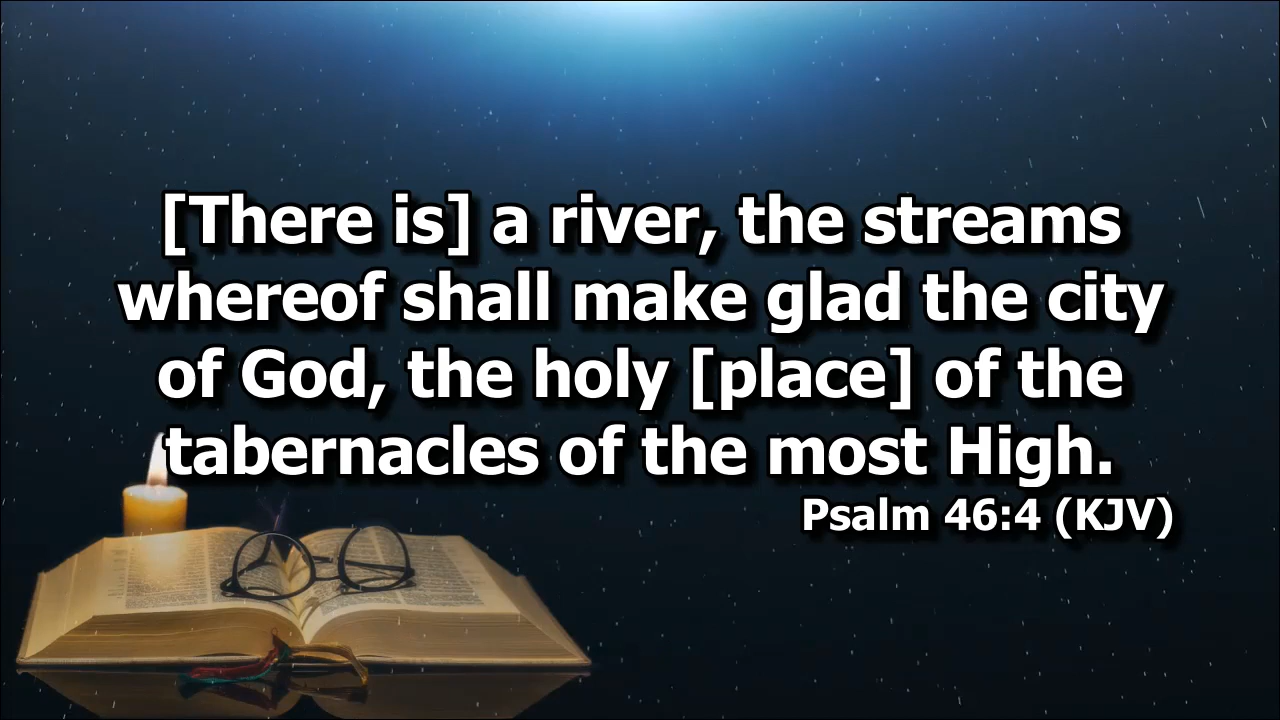 [There is] a river, the streams
whereof shall make glad the city
of God, the holy [place] of the
tabernacles of the most High.
Psalm 46:4 (KJV)